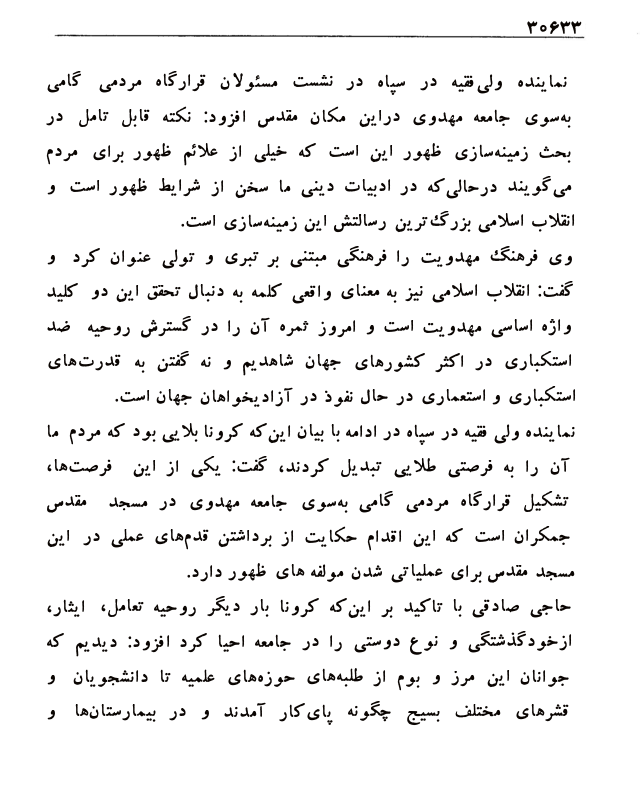 ۳۰۶۳۳
نماینده ولی‌فقیه در سپاه در نشست مسئولان قرارگاه مردمی گامی
به‌سوی جامعه مهدوی دراین مکان مقدس افزود: نکته قابل تامل در
بحث زمینه‌سازی ظهور این است که خیلی از علائم ظهور برای مردم
می‌گویند درحالی‌که در ادبیات دینی ما سخن از شرایط ظهور است و
انقلاب اسلامی بزرگ‌ترین رسالتش این زمینه‌سازی است.
وی فرهنگ مهدویت را فرهنگی مبتنی بر تبری و تولی عنوان کرد و
گفت: انقلاب اسلامی نیز به معنای واقعی کلمه به دنبال تحقق این دو کلید
واژه اساسی مهدویت است و امروز ثمره آن را در گسترش روحیه ضد
استکباری در اکثر کشورهای جهان شاهدیم و نه گفتن به قدرت‌های
استکباری و استعماری در حال نفوذ در آزادیخواهان جهان است.
نماینده ولی فقیه در سپاه در ادامه با بیان این‌که کرونا بلایی بود که مردم ما
آن را به فرصتی طلایی تبدیل کردند، گفت: یکی از این فرصت‌ها،
تشکیل قرارگاه مردمی گامی به‌سوی جامعه مهدوی در مسجد مقدس
جمکران است که این اقدام حکایت از برداشتن قدم‌های عملی در این
مسجد مقدس برای عملیاتی شدن مولفه های ظهور دارد.
حاجی صادقی با تاکید بر این‌که کرونا بار دیگر روحیه تعامل، ایثار،
ازخودگذشتگی و نوع دوستی را در جامعه احیا کرد افزود: دیدیم که
جوانان این مرز و بوم از طلبه‌های حوزه‌های علمیه تا دانشجویان و
قشرهای مختلف بسیج چگونه پای‌کار آمدند و در بیمارستان‌ها و